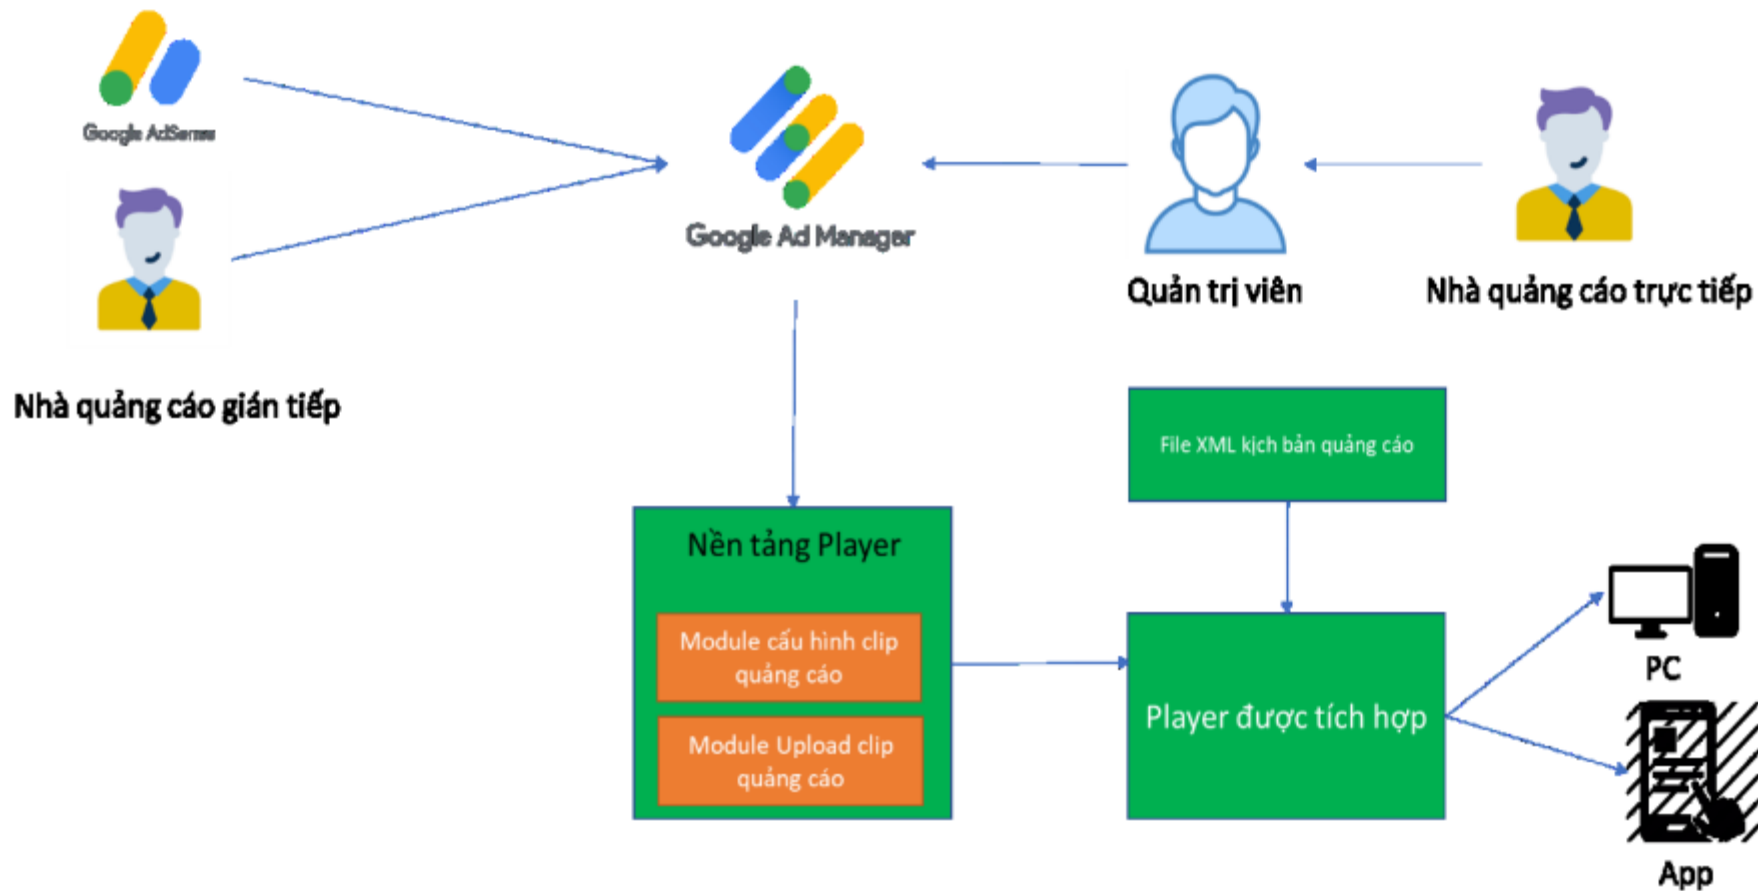 Google AdSense
Google Ad Manager
Quản trị viên
Nhà quảng cáo trực tiếp
Nhà quảng cáo gián tiếp
File XML kịch bản quảng cáo
Nền tảng Player
Module cấu hình clip
quảng cáo
Module Upload clip
quảng cáo
Player được tích hợp
PC
App